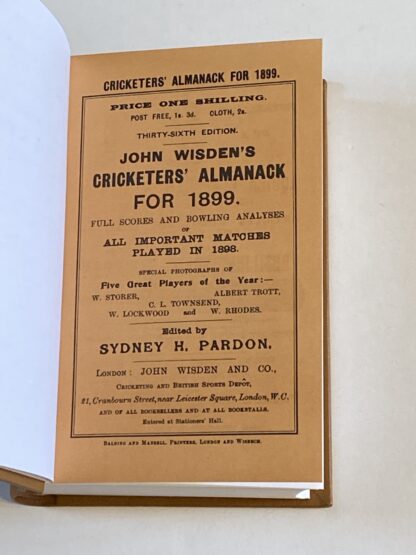 CRICKETERS' ALMANACK FOR 1899.
PRICE ONE SHILLING.
POST FREE, 1s. 3d. CLOTH, 2s.
THIRTY-SIXTH EDITION.
JOHN WISDEN'S
CRICKETERS' ALMANACK
FOR 1899.
FULL SCORES AND BOWLING ANALYSES
OF
ALL IMPORTANT MATCHES
PLAYED IN 1898.
SPECIAL PHOTOGRAPHS OF
Five Great Players of the Year:—
W. STORER, ALBERT TROTT,
C. L. TOWNSEND,
W. LOCKWOOD and W. RHODES.
Edited by
SYDNEY H. PARDON.
LONDON: JOHN WISDEN AND CO.,
CRICKETING AND BRITISH SPORTS DEPÔT,
21, Cranbourn Street, near Leicester Square, London, W.C.
AND OF ALL BOOKSELLERS AND AT ALL BOOKSTALLS.
Entered at Stationers' Hall.
BALDING AND MANSELL, PRINTERS, LONDON AND WISBECH.